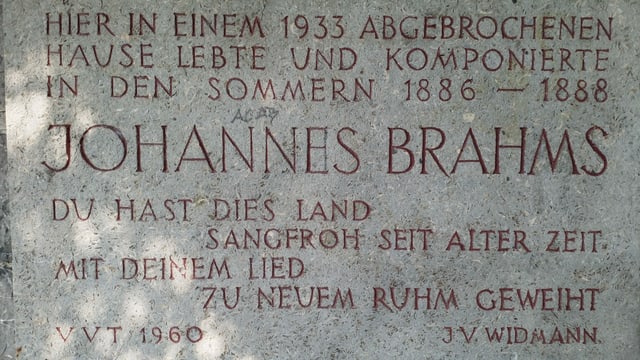 HIER IN EINEM 1933 ABGEBROCHENEN
HAUSE LEBTE UND KOMPONIERTE
IN DEN SOMMERN 1886 – 1888
ACAB
JOHANNES BRAHMS
DU HAST DIES LAND
SANGFROH SEIT ALTER ZEIT.
MIT DEINEM LIED
ZU NEUEM RUHM GEWEIHT
VVT 1960 J.V. WIDMANN.